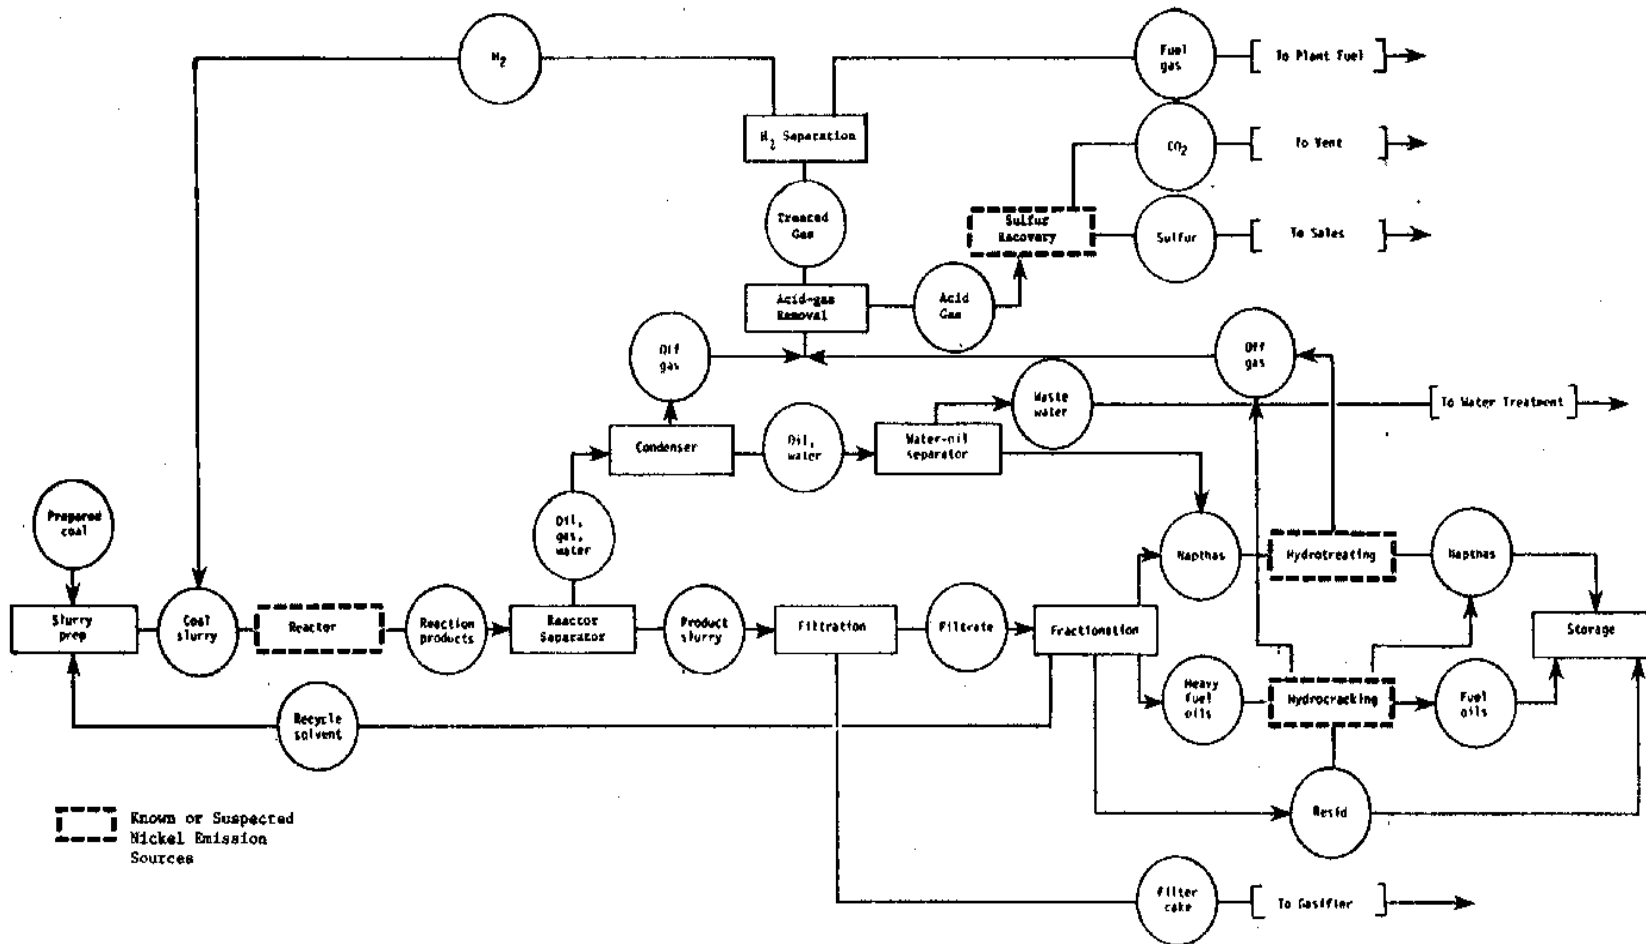 H2
Fuel
gas
To Plant Fuel
H2 Separation
CO2
To Vent
Treated
Gas
Sulfur
Recovery
Sulfur
To Sales
Acid-gas
Removal
Acid
Gas
Off
gas
Off
gas
Waste
water
To Water Treatment
Condenser
Oil,
water
Water-oil
separator
Prepared
coal
Oil,
gas,
water
Napthas
Hydrotreating
Napthas
Slurry
prep
Coal
slurry
Reactor
Reaction
products
Reactor
Separator
Product
slurry
Filtration
Filtrate
Fractionation
Storage
Recycle
solvent
Heavy
fuel
oils
Hydrocracking
Fuel
oils
Resid
Known or Suspected
Nickel Emission
Sources
Filter
cake
To Gasifier